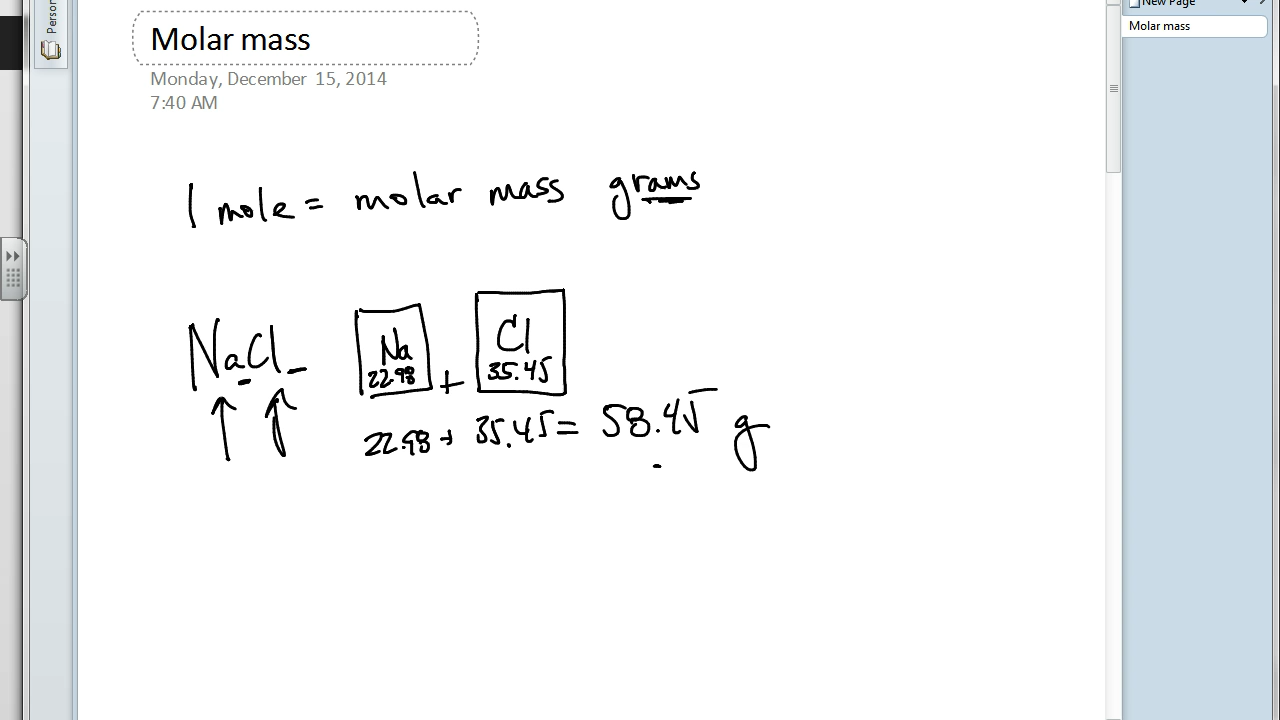 New Page
Person
Molar mass
Molar mass
Monday, December 15, 2014
7:40 AM
1 mole = molar mass grams
NaCl Na + Cl
22.98 35.45
22.98 + 35.45 = 58.45 g